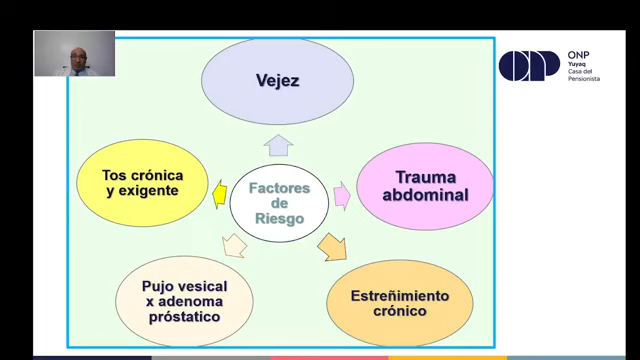 Vejez
ONP
Yuyaq
Casa del
Pensionista
Tos crónica
y exigente
Factores
de
Riesgo
Trauma
abdominal
Pujo vesical
x adenoma
próstatico
Estreñimiento
crónico